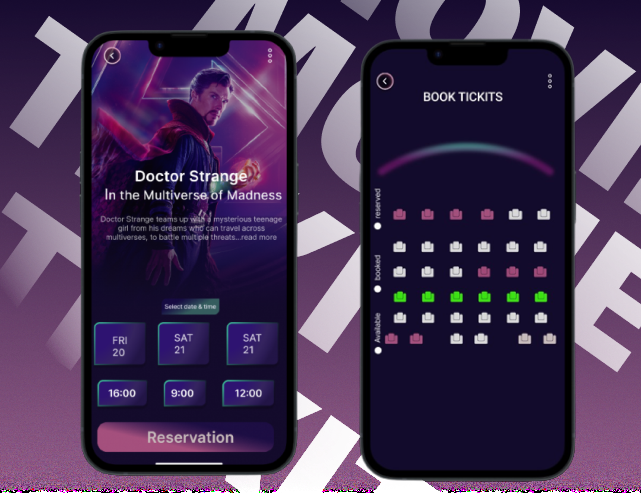 Doctor Strange
In the Multiverse of Madness
Doctor Strange teams up with a mysterious teenage
girl from his dreams who can travel across
multiverses, to battle multiple threats...read more
Select date & time
FRI
20
SAT
21
SAT
21
16:00
9:00
12:00
Reservation
BOOK TICKITS
reserved
booked
Available